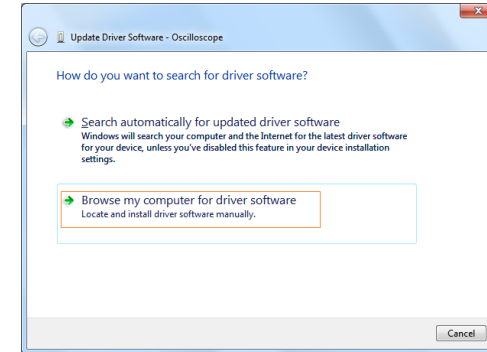 Update Driver Software - Oscilloscope
How do you want to search for driver software?
Search automatically for updated driver software
Windows will search your computer and the Internet for the latest driver software
for your device, unless you've disabled this feature in your device installation
settings.
Browse my computer for driver software
Locate and install driver software manually.
Cancel